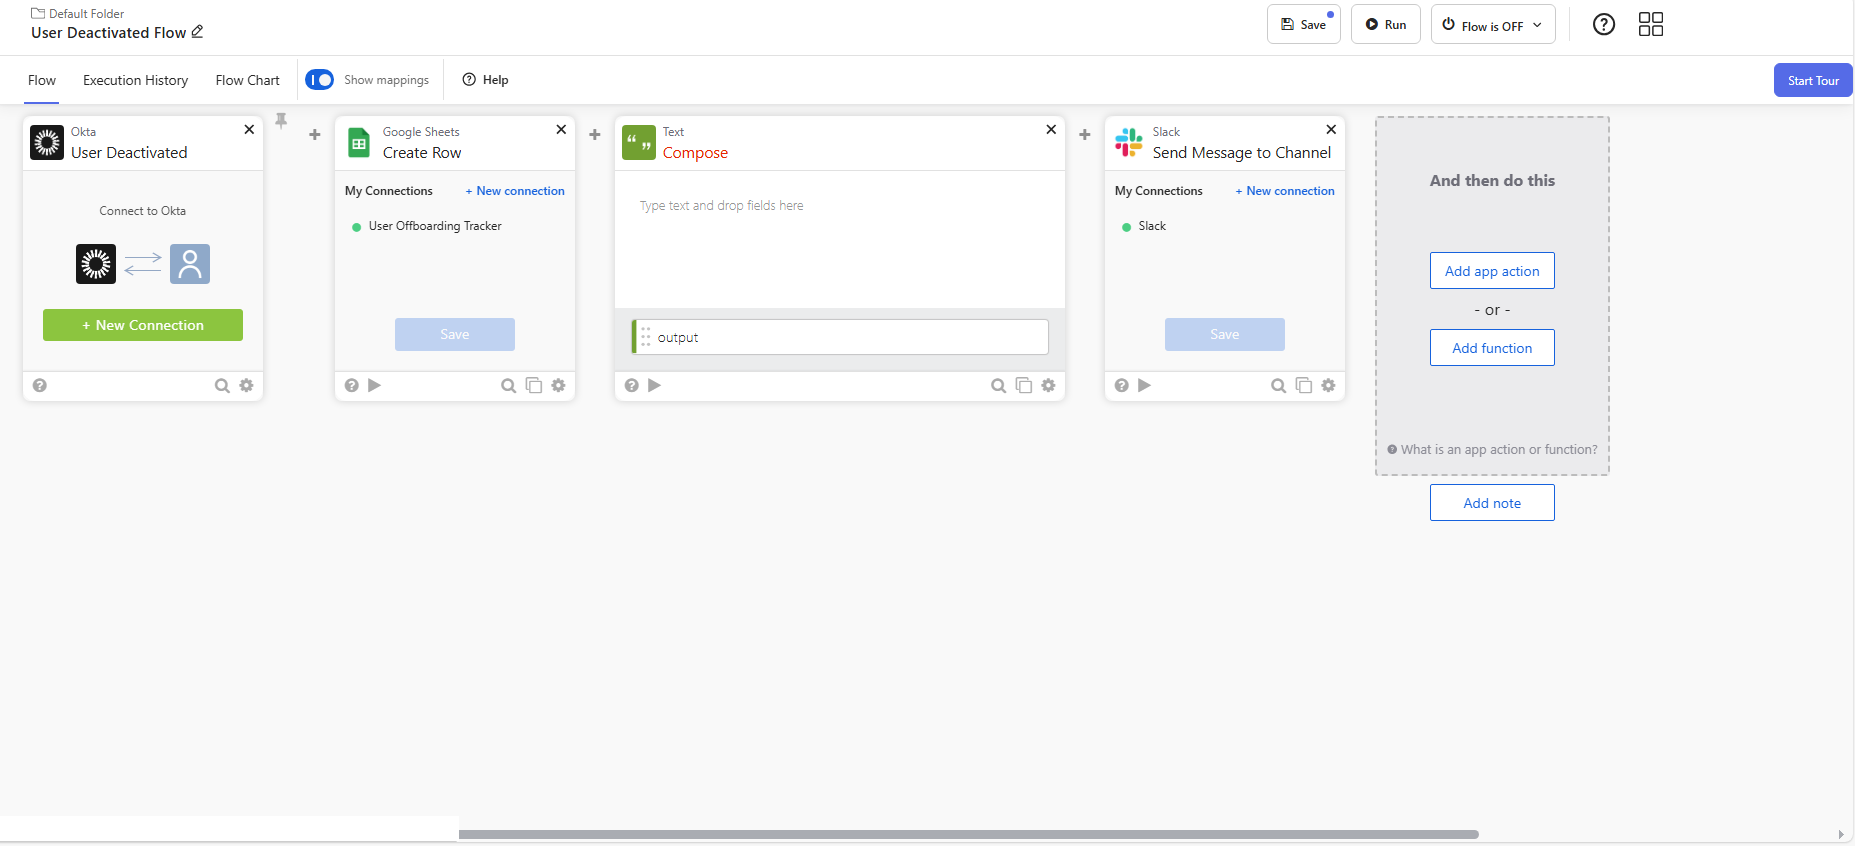 Default Folder
User Deactivated Flow
Save
Run
Flow is OFF
Flow
Execution History
Flow Chart
Show mappings
Help
Start Tour
Okta
User Deactivated
Connect to Okta
+ New Connection
Google Sheets
Create Row
My Connections
+ New connection
User Offboarding Tracker
Save
Text
Compose
Type text and drop fields here
output
Slack
Send Message to Channel
My Connections
+ New connection
Slack
Save
And then do this
Add app action
- or -
Add function
What is an app action or function?
Add note